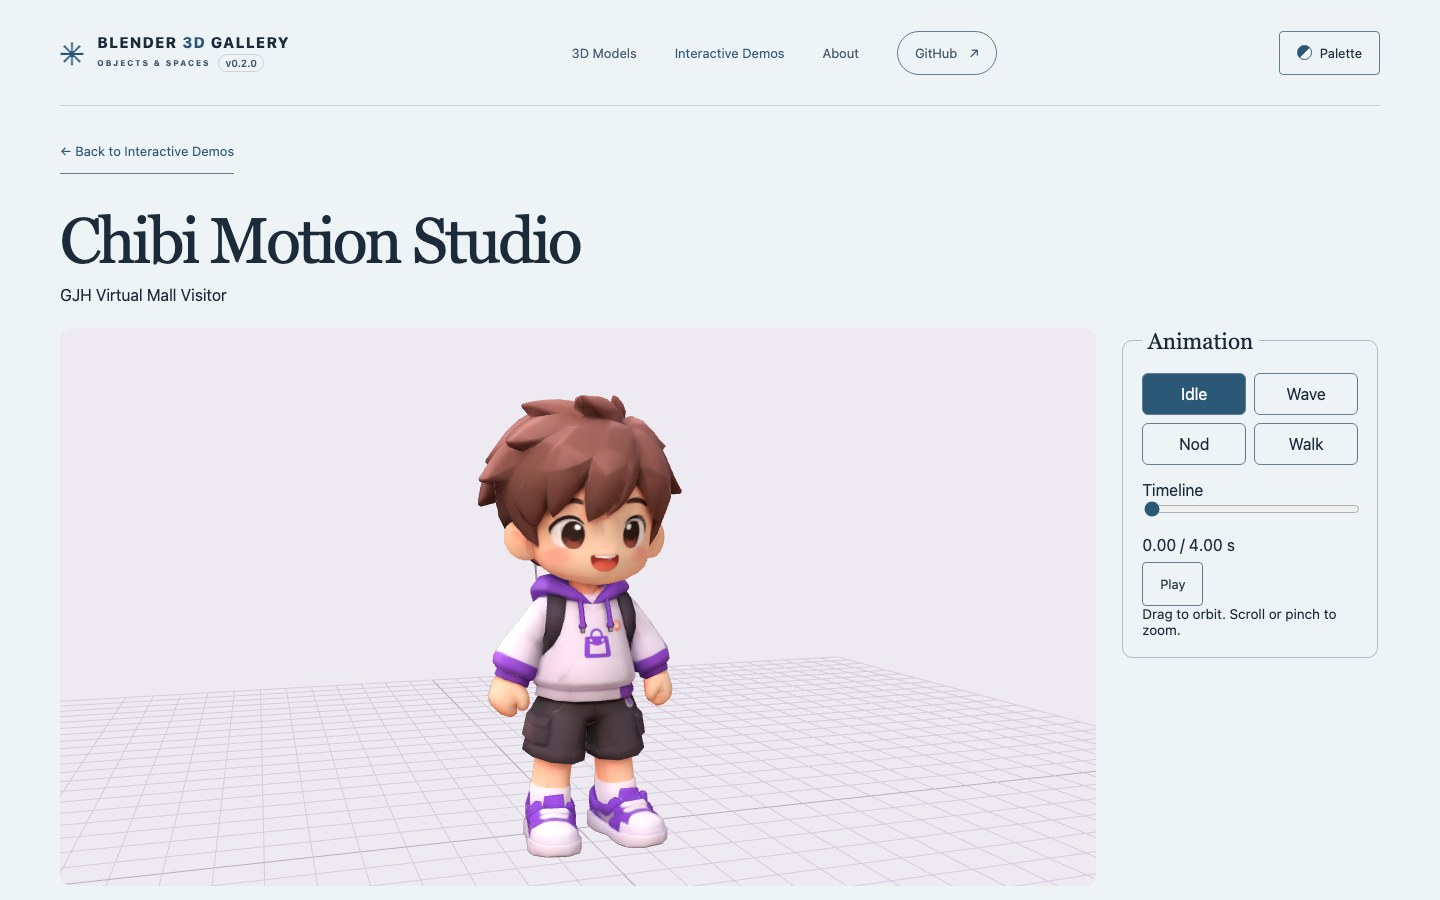 BLENDER 3D GALLERY
OBJECTS & SPACES v0.2.0
3D Models
Interactive Demos
About
GitHub ↗
Palette
← Back to Interactive Demos
Chibi Motion Studio
GJH Virtual Mall Visitor
Animation
Idle
Wave
Nod
Walk
Timeline
0.00 / 4.00 s
Play
Drag to orbit. Scroll or pinch to
zoom.